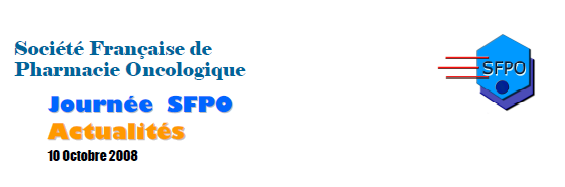 Société Française de
Pharmacie Oncologique
SFPO
Journée SFPO
Actualités
10 Octobre 2008